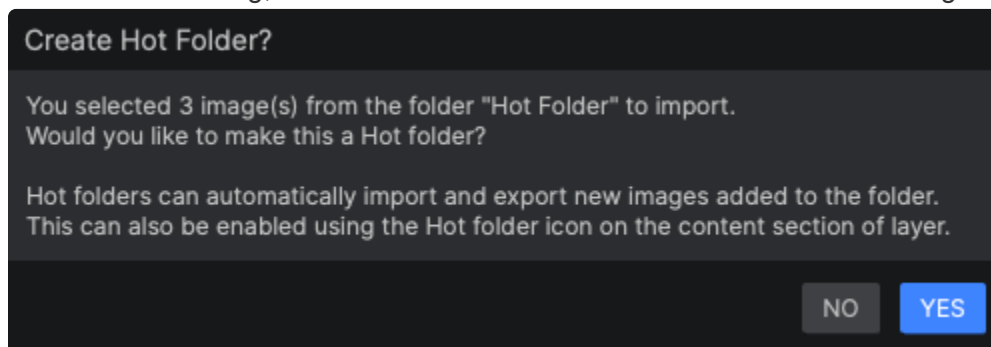 Create Hot Folder?
You selected 3 image(s) from the folder "Hot Folder" to import.
Would you like to make this a Hot folder?
Hot folders can automatically import and export new images added to the folder.
This can also be enabled using the Hot folder icon on the content section of layer.
NO YES